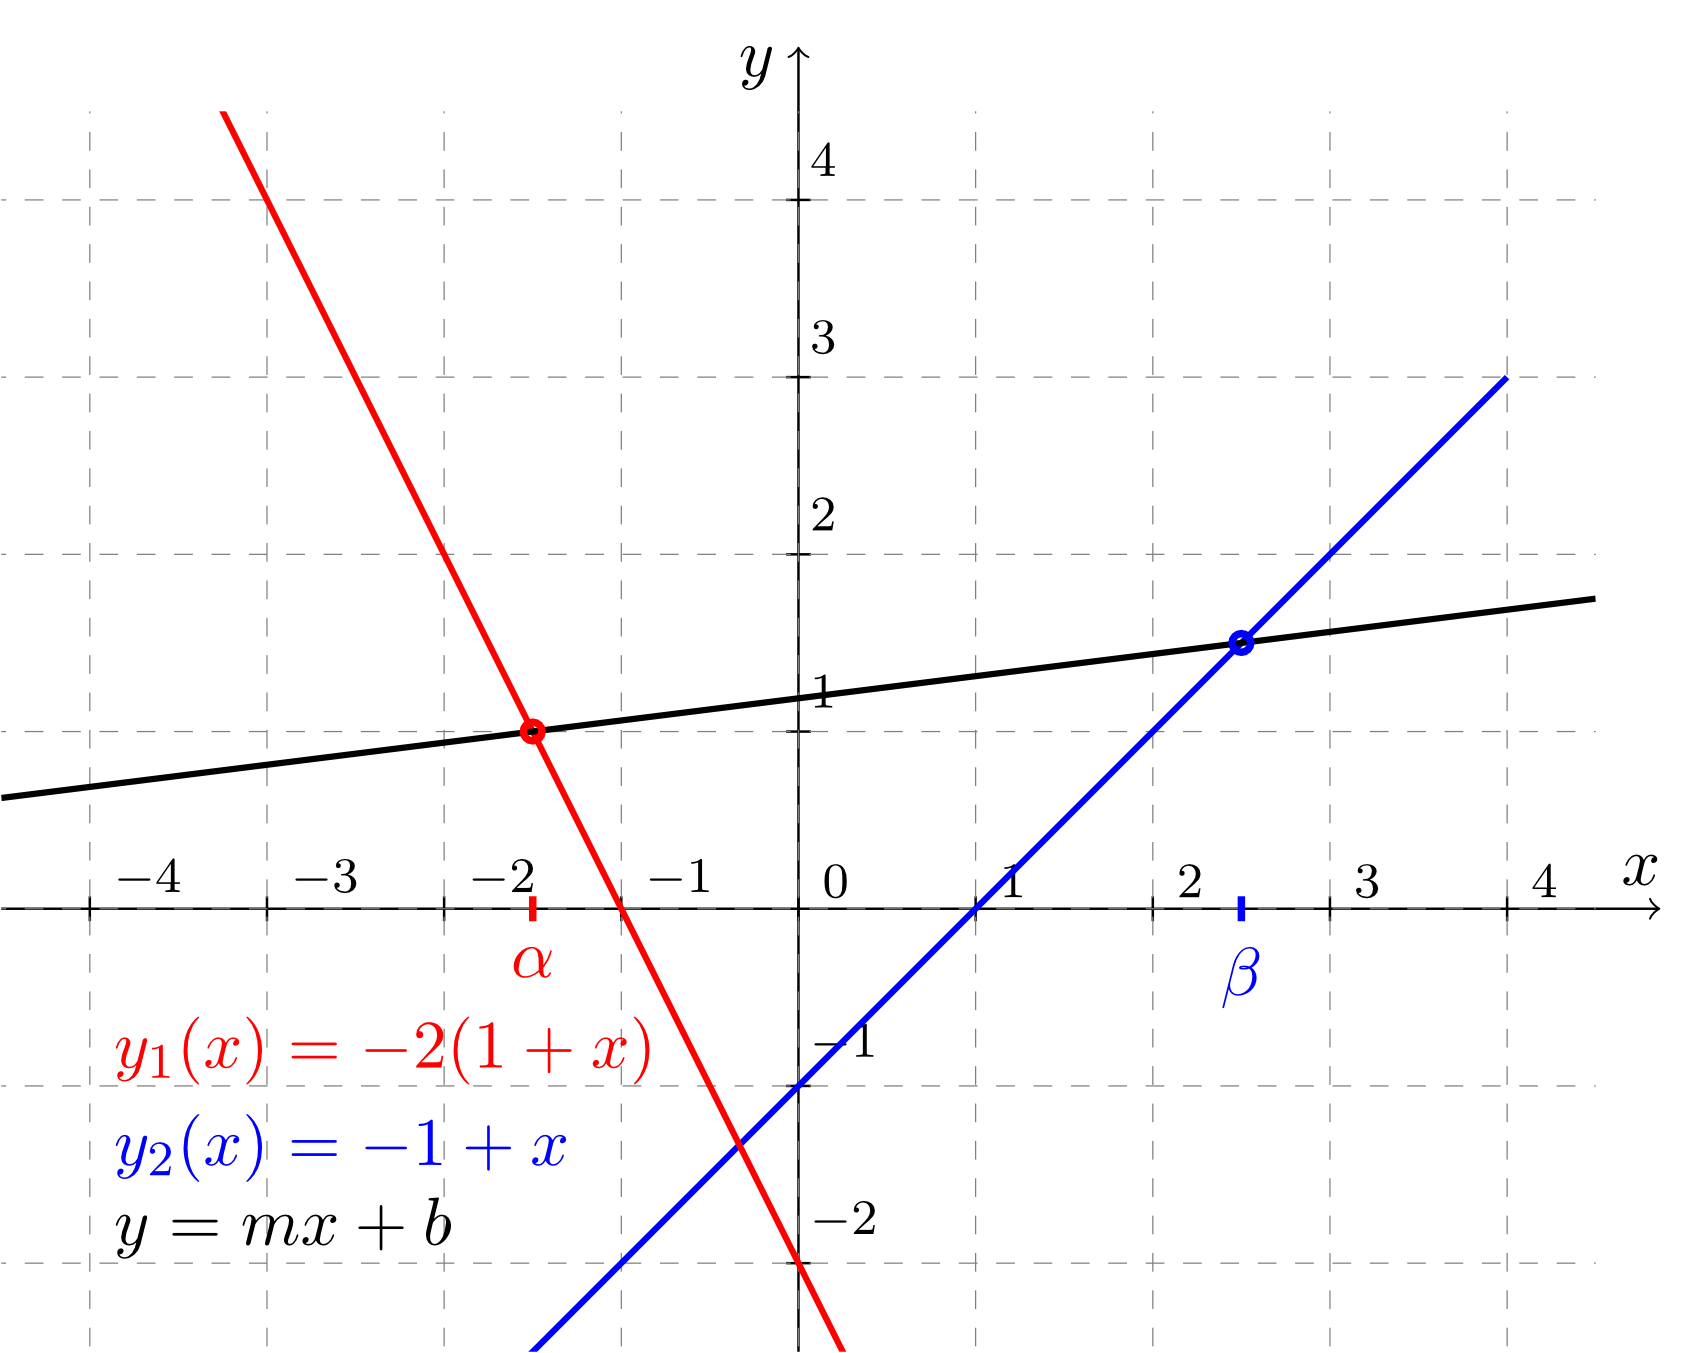 y
4
3
2
1
−4 −3 −2 −1 0 1 2 3 4 x
α β
−1
y₁(x) = −2(1 + x)
y₂(x) = −1 + x
−2
y = mx + b